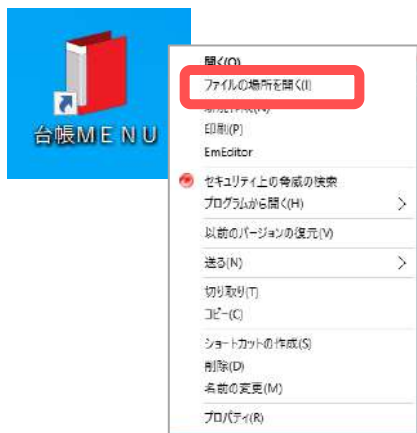 台帳ＭＥＮＵ
開く(O)
ファイルの場所を開く(I)
印刷(P)
EmEditor
セキュリティ上の脅威の検索
プログラムから開く(H)
以前のバージョンの復元(V)
送る(N)
切り取り(T)
コピー(C)
ショートカットの作成(S)
削除(D)
名前の変更(M)
プロパティ(R)